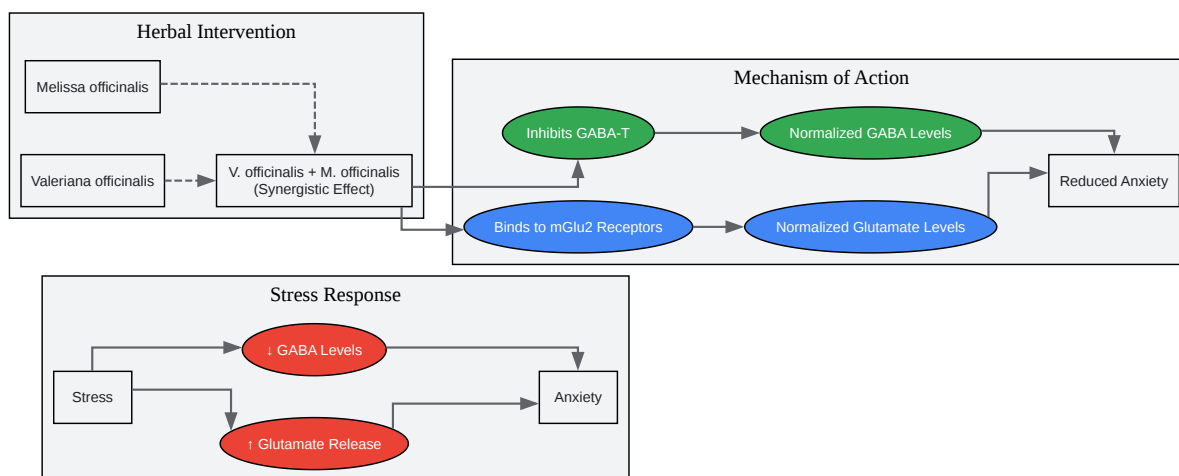 Herbal Intervention
Melissa officinalis
Valeriana officinalis
V. officinalis + M. officinalis
(Synergistic Effect)
Mechanism of Action
Inhibits GABA-T
Normalized GABA Levels
Reduced Anxiety
Binds to mGlu2 Receptors
Normalized Glutamate Levels
Stress Response
↓ GABA Levels
Stress
Anxiety
↑ Glutamate Release